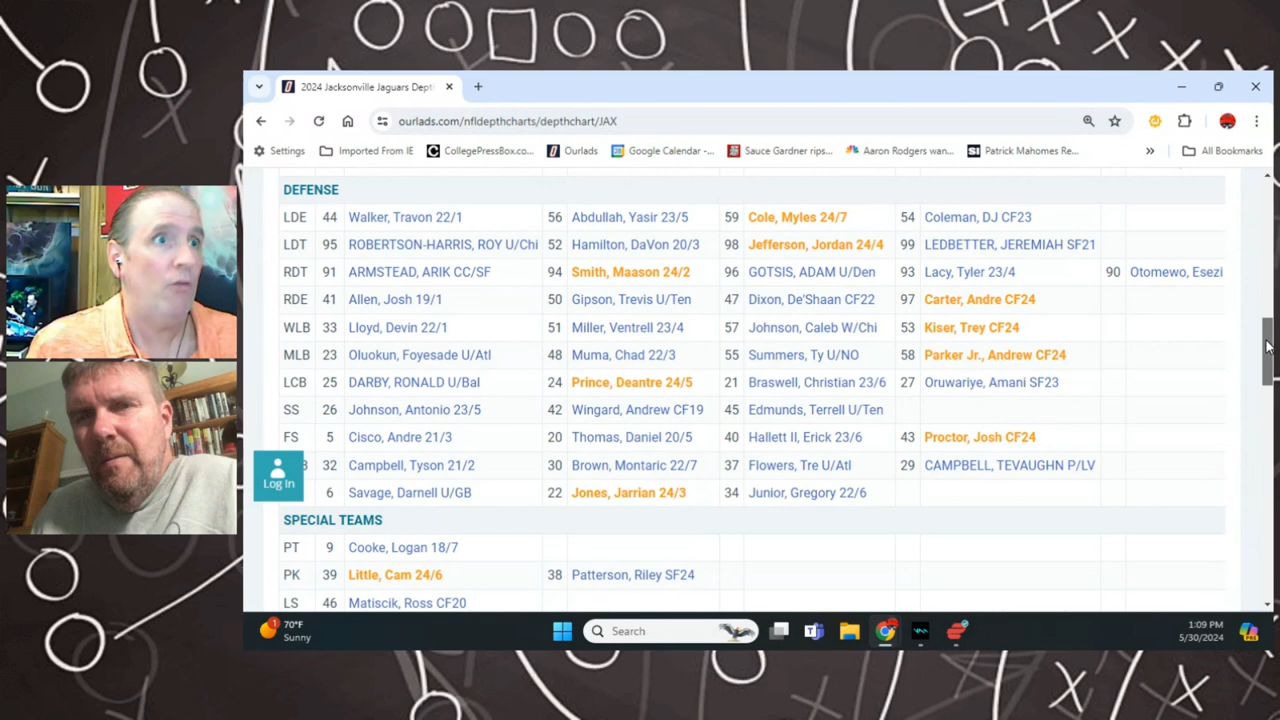 2024 Jacksonville Jaguars Dept
ourlads.com/nfldepthcharts/depthchart/JAX
Settings Imported From IE CollegePressBox.co... Ourlads Google Calendar -... Sauce Gardner rips... Aaron Rodgers wan... Patrick Mahomes Re... » All Bookmarks
DEFENSE
LDE 44 Walker, Travon 22/1 56 Abdullah, Yasir 23/5 59 Cole, Myles 24/7 54 Coleman, DJ CF23
LDT 95 ROBERTSON-HARRIS, ROY U/Chi 52 Hamilton, DaVon 20/3 98 Jefferson, Jordan 24/4 99 LEDBETTER, JEREMIAH SF21
RDT 91 ARMSTEAD, ARIK CC/SF 94 Smith, Maason 24/2 96 GOTSIS, ADAM U/Den 93 Lacy, Tyler 23/4 90 Otomewo, Esezi
RDE 41 Allen, Josh 19/1 50 Gipson, Trevis U/Ten 47 Dixon, De'Shaan CF22 97 Carter, Andre CF24
WLB 33 Lloyd, Devin 22/1 51 Miller, Ventrell 23/4 57 Johnson, Caleb W/Chi 53 Kiser, Trey CF24
MLB 23 Oluokun, Foyesade U/Atl 48 Muma, Chad 22/3 55 Summers, Ty U/NO 58 Parker Jr., Andrew CF24
LCB 25 DARBY, RONALD U/Bal 24 Prince, Deantre 24/5 21 Braswell, Christian 23/6 27 Oruwariye, Amani SF23
SS 26 Johnson, Antonio 23/5 42 Wingard, Andrew CF19 45 Edmunds, Terrell U/Ten
FS 5 Cisco, Andre 21/3 20 Thomas, Daniel 20/5 40 Hallett II, Erick 23/6 43 Proctor, Josh CF24
32 Campbell, Tyson 21/2 30 Brown, Montaric 22/7 37 Flowers, Tre U/Atl 29 CAMPBELL, TEVAUGHN P/LV
Log In
6 Savage, Darnell U/GB 22 Jones, Jarrian 24/3 34 Junior, Gregory 22/6
SPECIAL TEAMS
PT 9 Cooke, Logan 18/7
PK 39 Little, Cam 24/6 38 Patterson, Riley SF24
LS 46 Matiscik, Ross CF20
70°F
Sunny
Search
1:09 PM
5/30/2024